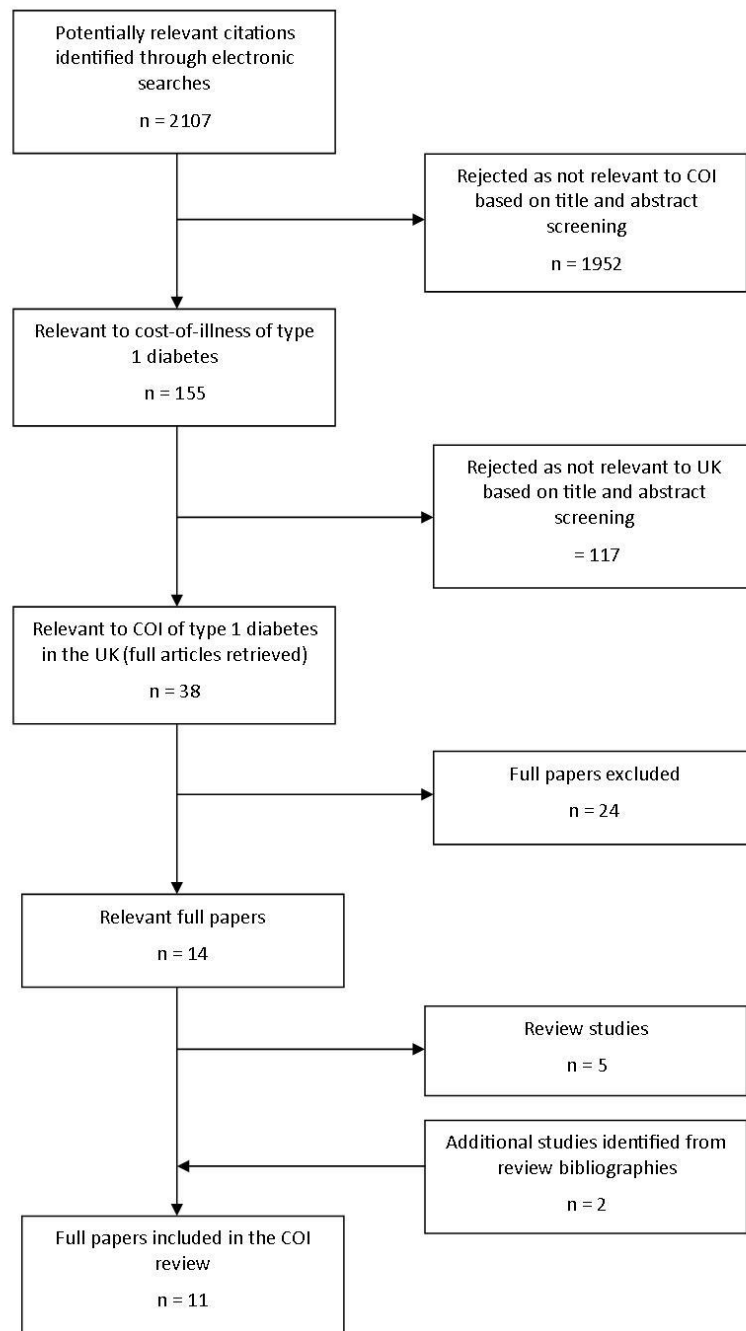 Potentially relevant citations
identified through electronic
searches
n = 2107
Rejected as not relevant to COI
based on title and abstract
screening
n = 1952
Relevant to cost-of-illness of type
1 diabetes
n = 155
Rejected as not relevant to UK
based on title and abstract
screening
= 117
Relevant to COI of type 1 diabetes
in the UK (full articles retrieved)
n = 38
Full papers excluded
n = 24
Relevant full papers
n = 14
Review studies
n = 5
Additional studies identified from
review bibliographies
n = 2
Full papers included in the COI
review
n = 11